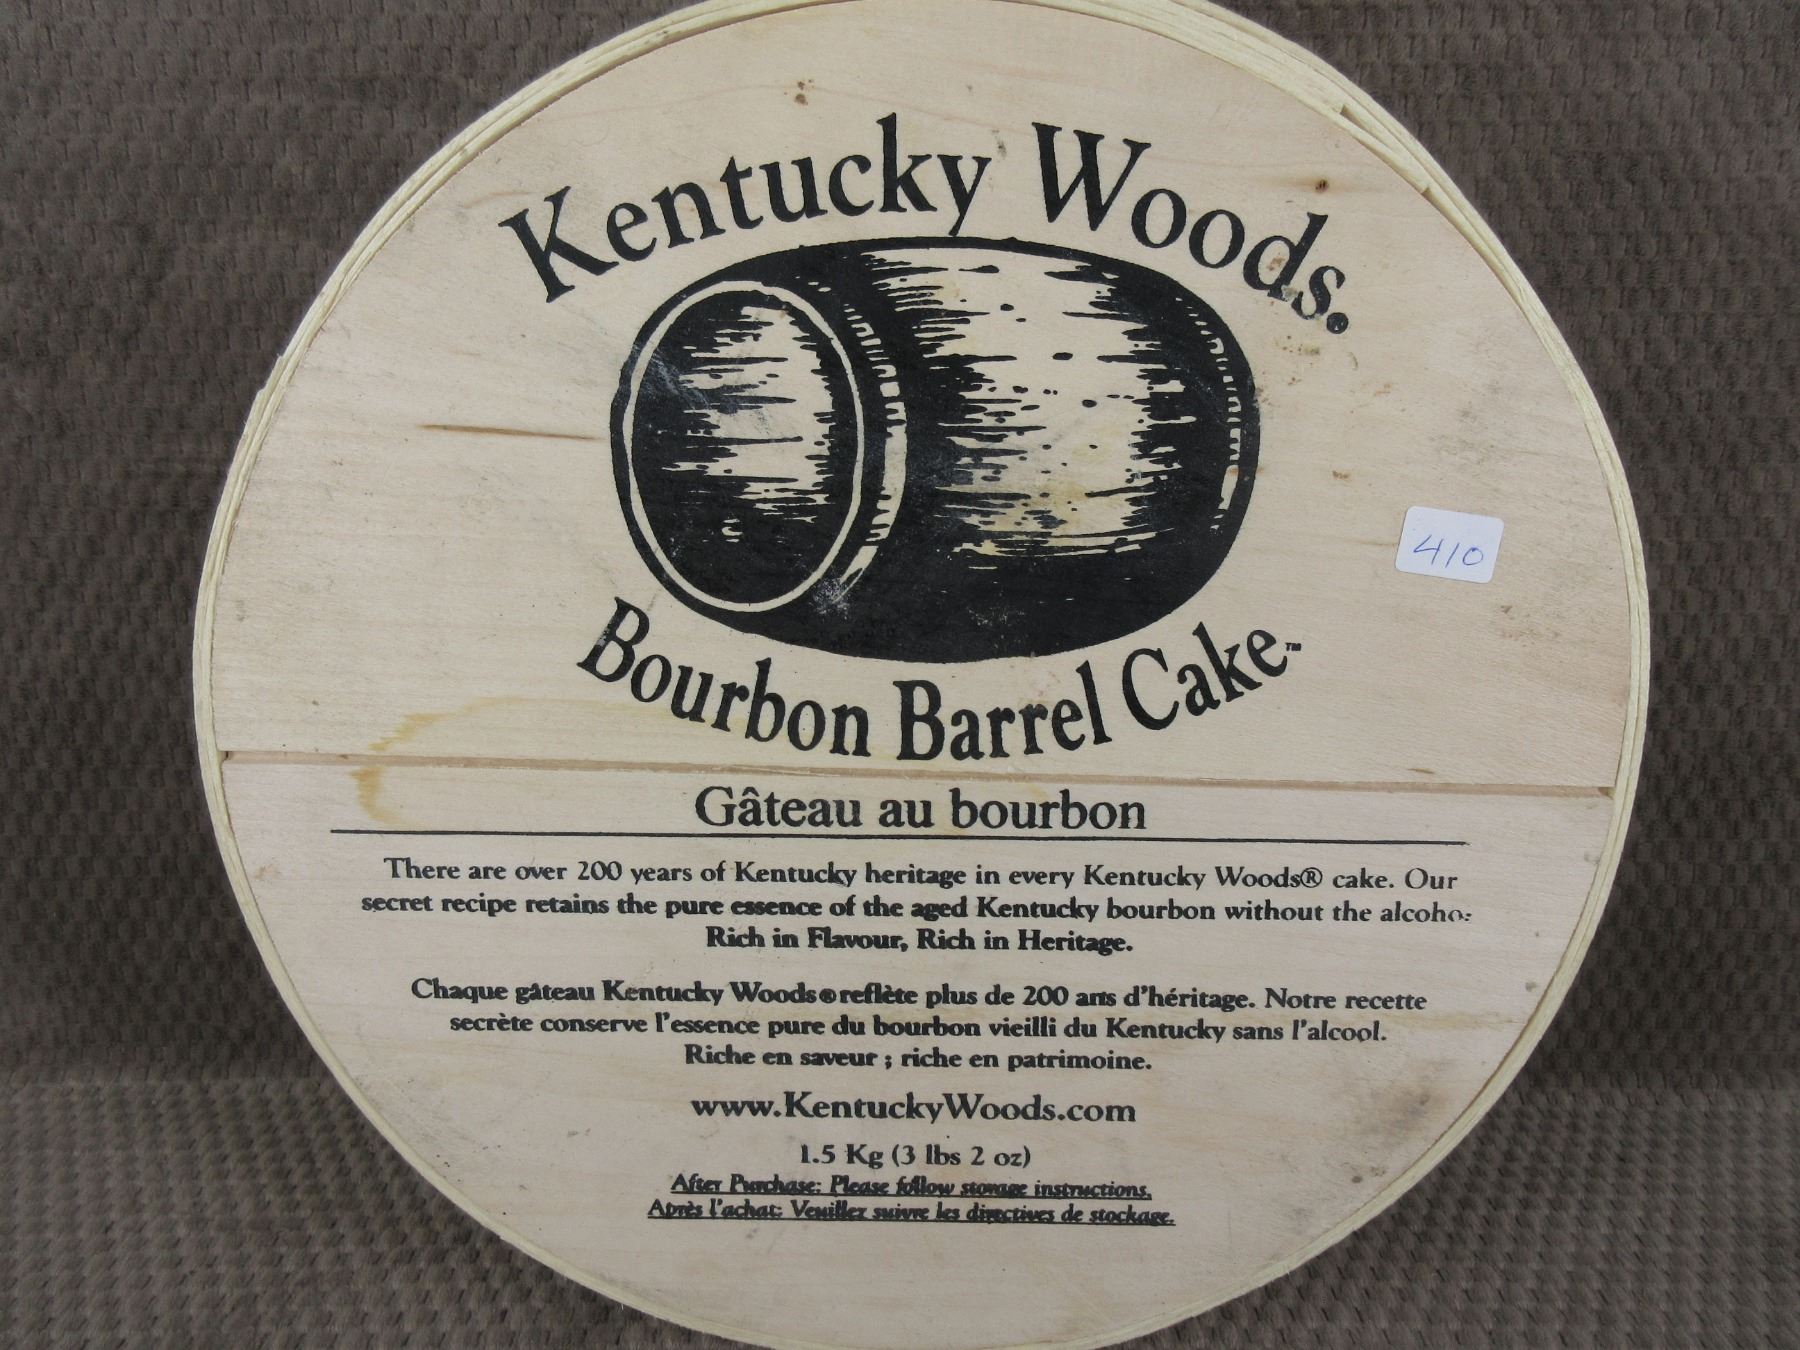 Kentucky Woods®
Bourbon Barrel Cake™
410
Gâteau au bourbon
There are over 200 years of Kentucky heritage in every Kentucky Woods® cake. Our
secret recipe retains the pure essence of the aged Kentucky bourbon without the alcohol.
Rich in Flavour, Rich in Heritage.
Chaque gâteau Kentucky Woods® reflète plus de 200 ans d'héritage. Notre recette
secrète conserve l'essence pure du bourbon vieilli du Kentucky sans l'alcool.
Riche en saveur ; riche en patrimoine.
www.KentuckyWoods.com
1.5 Kg (3 lbs 2 oz)
After Purchase: Please follow storage instructions.
Après l'achat: Veuillez suivre les directives de stockage.